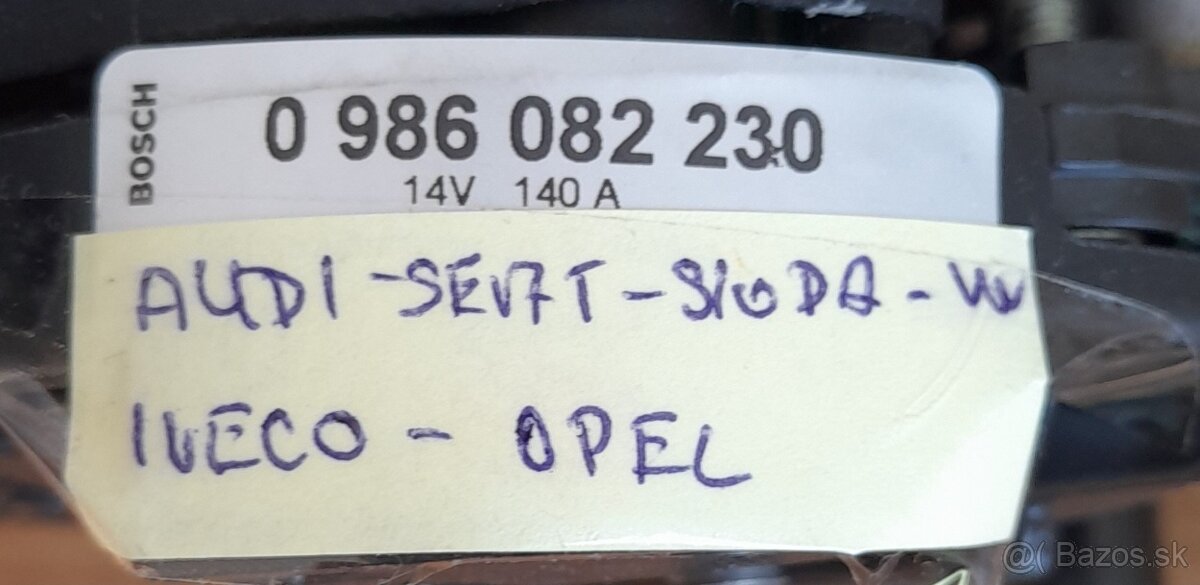 BOSCH
0 986 082 230
14V 140 A
AUDI - SEAT - SKODA - VW
IVECO - OPEL
@( Bazos.sk